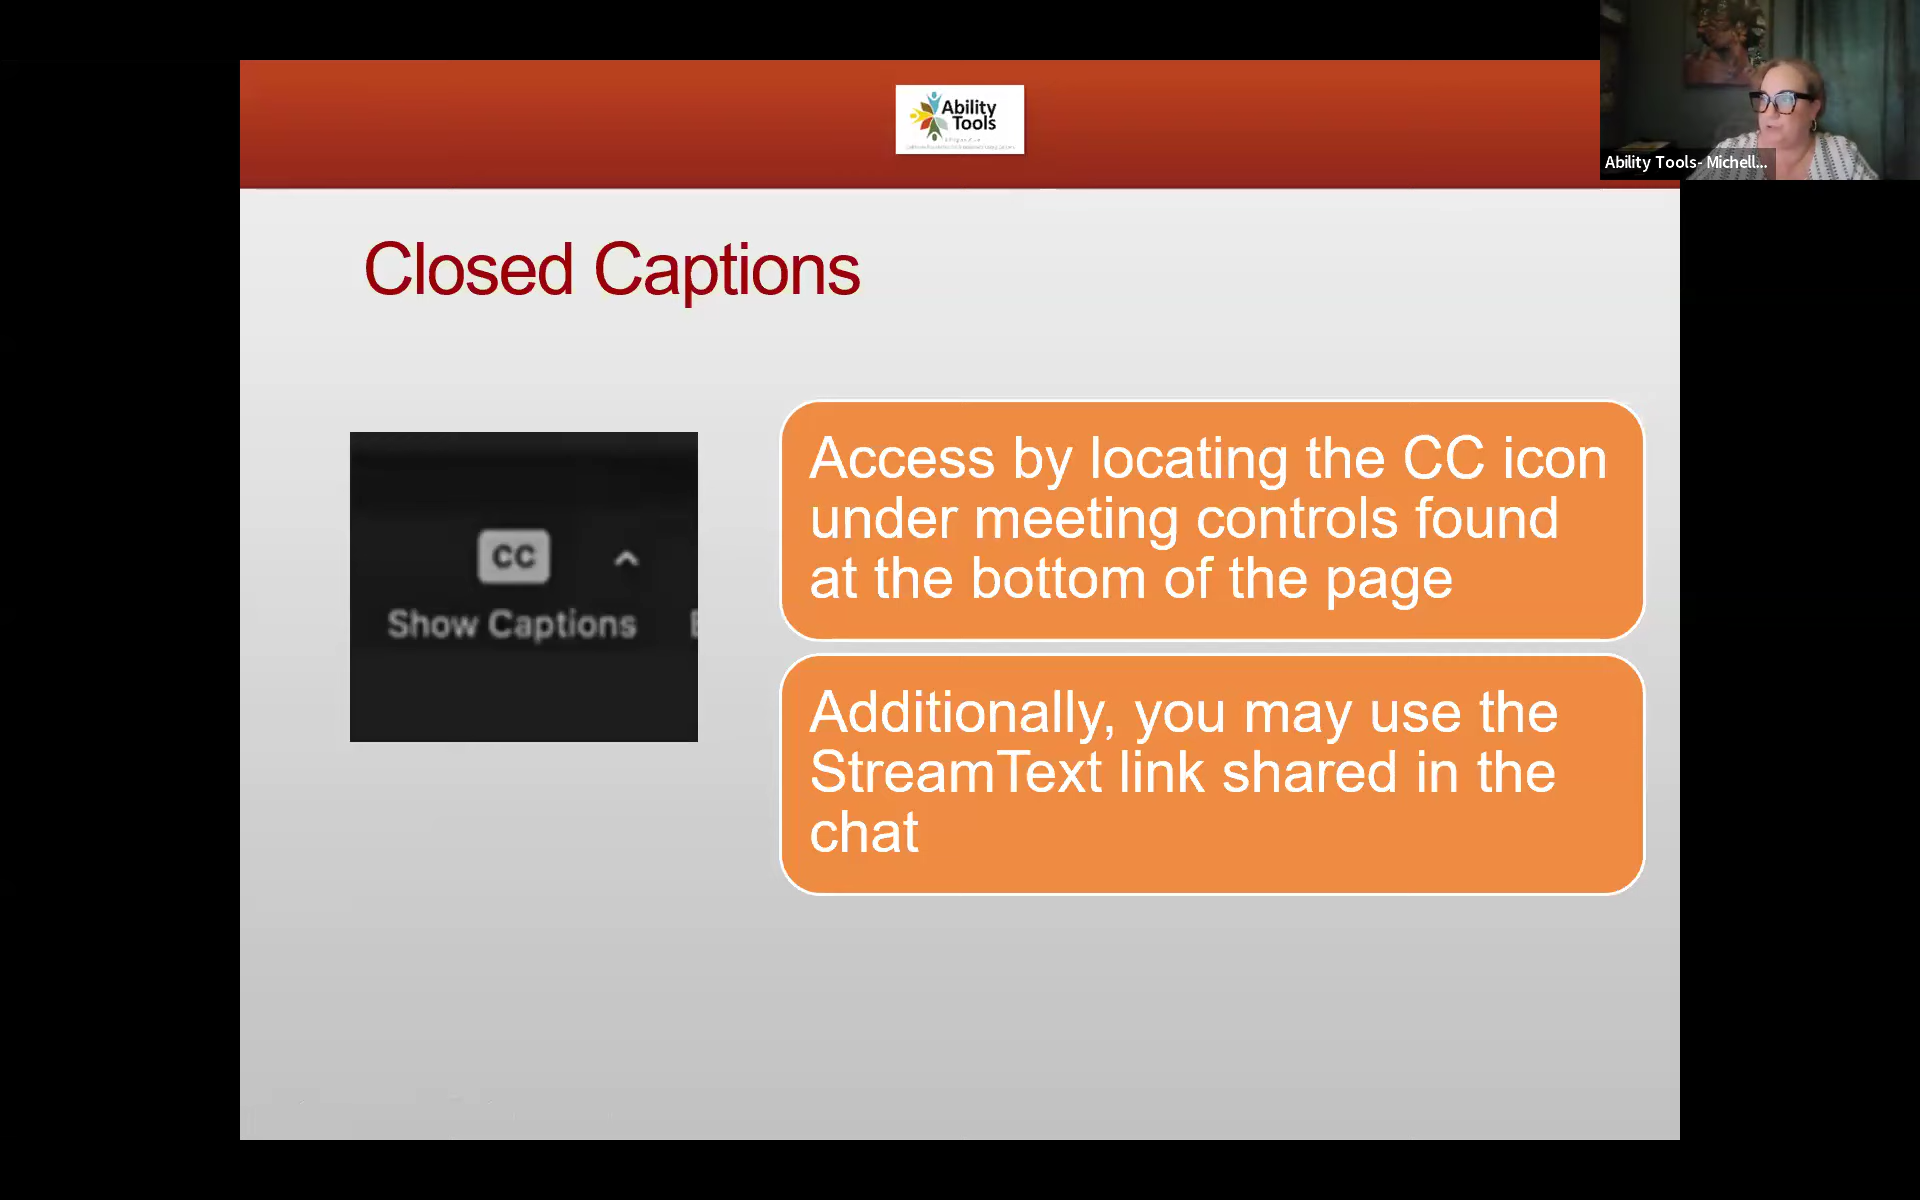 Ability
Tools
Ability Tools- Michell...
Closed Captions
CC
Show Captions
Access by locating the CC icon
under meeting controls found
at the bottom of the page
Additionally, you may use the
StreamText link shared in the
chat